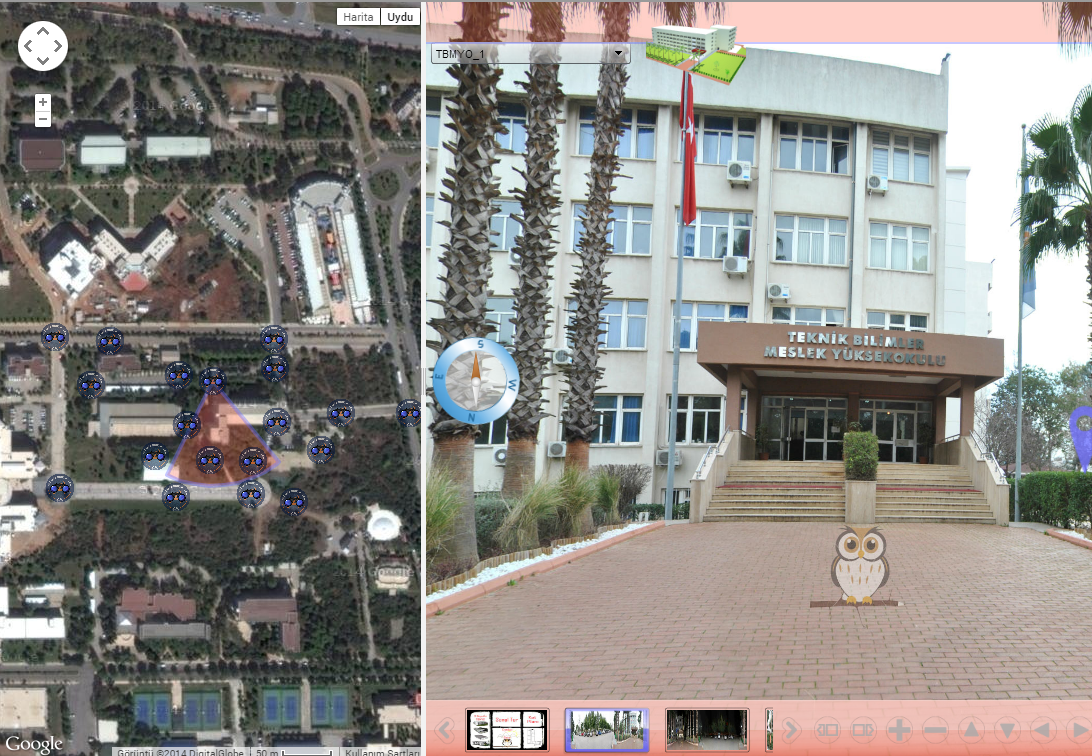 Harita
Uydu
TBMYO_1
TEKNİK BİLİMLER
MESLEK YÜKSEKOKULU
S
E
W
N
Google
Görüntü ©2014 DigitalGlobe
50 m
Kullanım Şartları